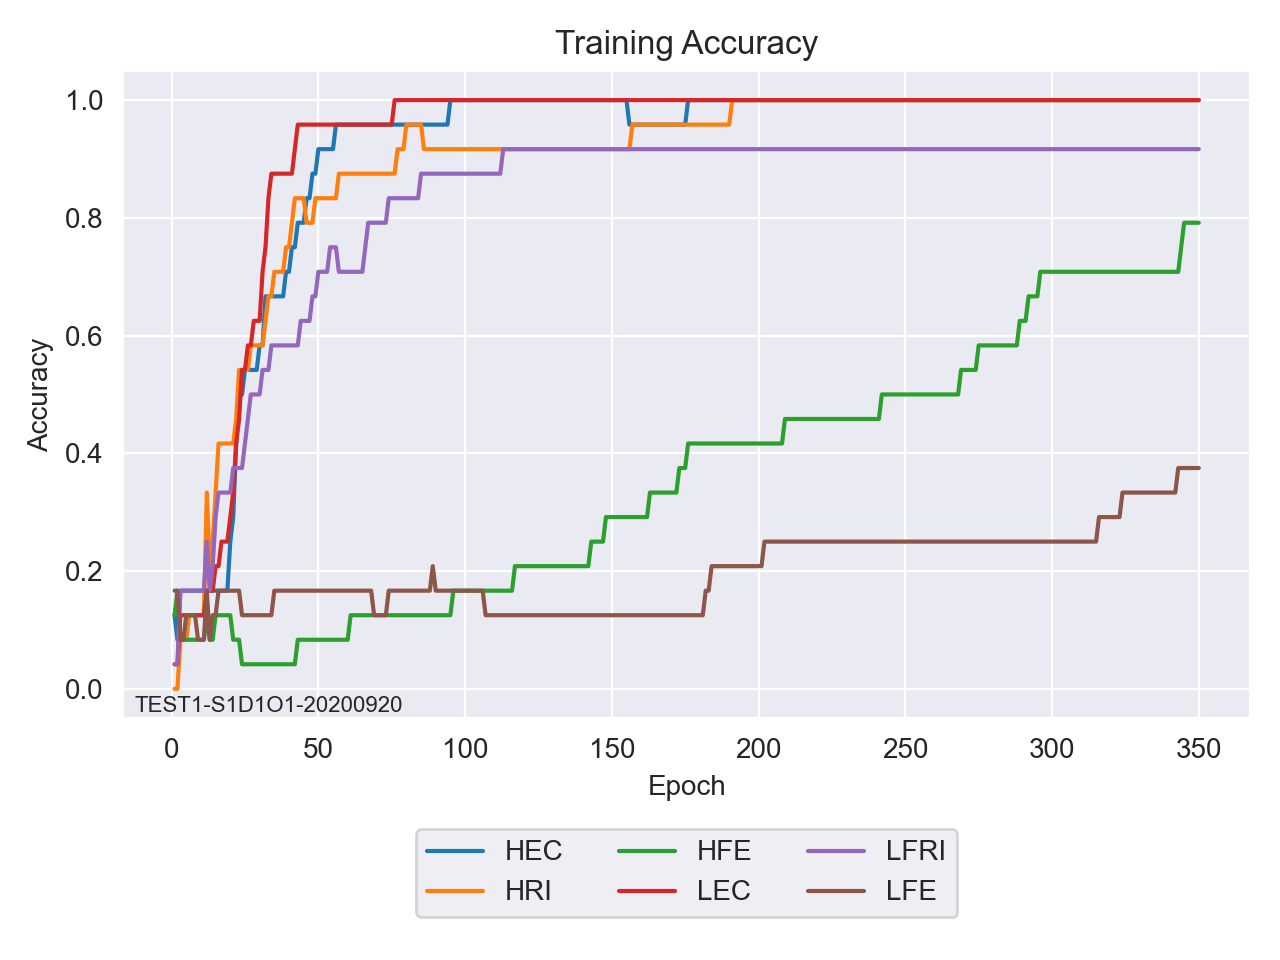 Training Accuracy
1.0
0.8
0.6
0.4
0.2
0.0
Accuracy
TEST1-S1D1O1-20200920
0 50 100 150 200 250 300 350
Epoch
HEC HFE LFRI
HRI LEC LFE